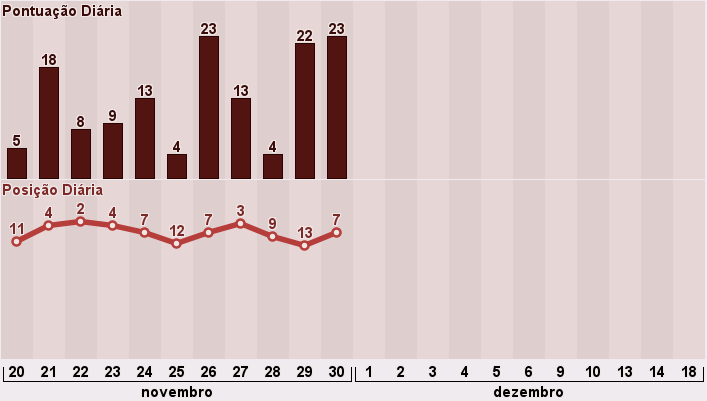 Pontuação Diária
5 18 8 9 13 4 23 13 4 22 23
Posição Diária
11 4 2 4 7 12 7 3 9 13 7
20 21 22 23 24 25 26 27 28 29 30 1 2 3 4 5 6 9 10 13 14 18
novembro dezembro